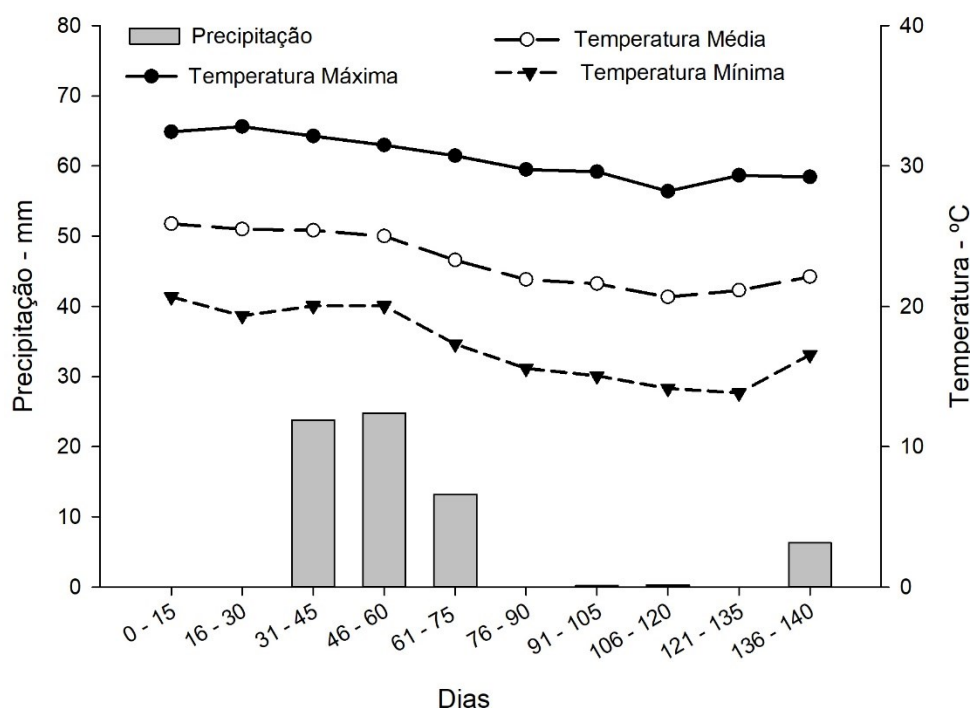 Precipitação
Temperatura Média
Temperatura Máxima
Temperatura Mínima
Precipitação - mm
80
70
60
50
40
30
20
10
0
Temperatura - ºC
40
30
20
10
0
0 - 15
16 - 30
31 - 45
46 - 60
61 - 75
76 - 90
91 - 105
106 - 120
121 - 135
136 - 140
Dias